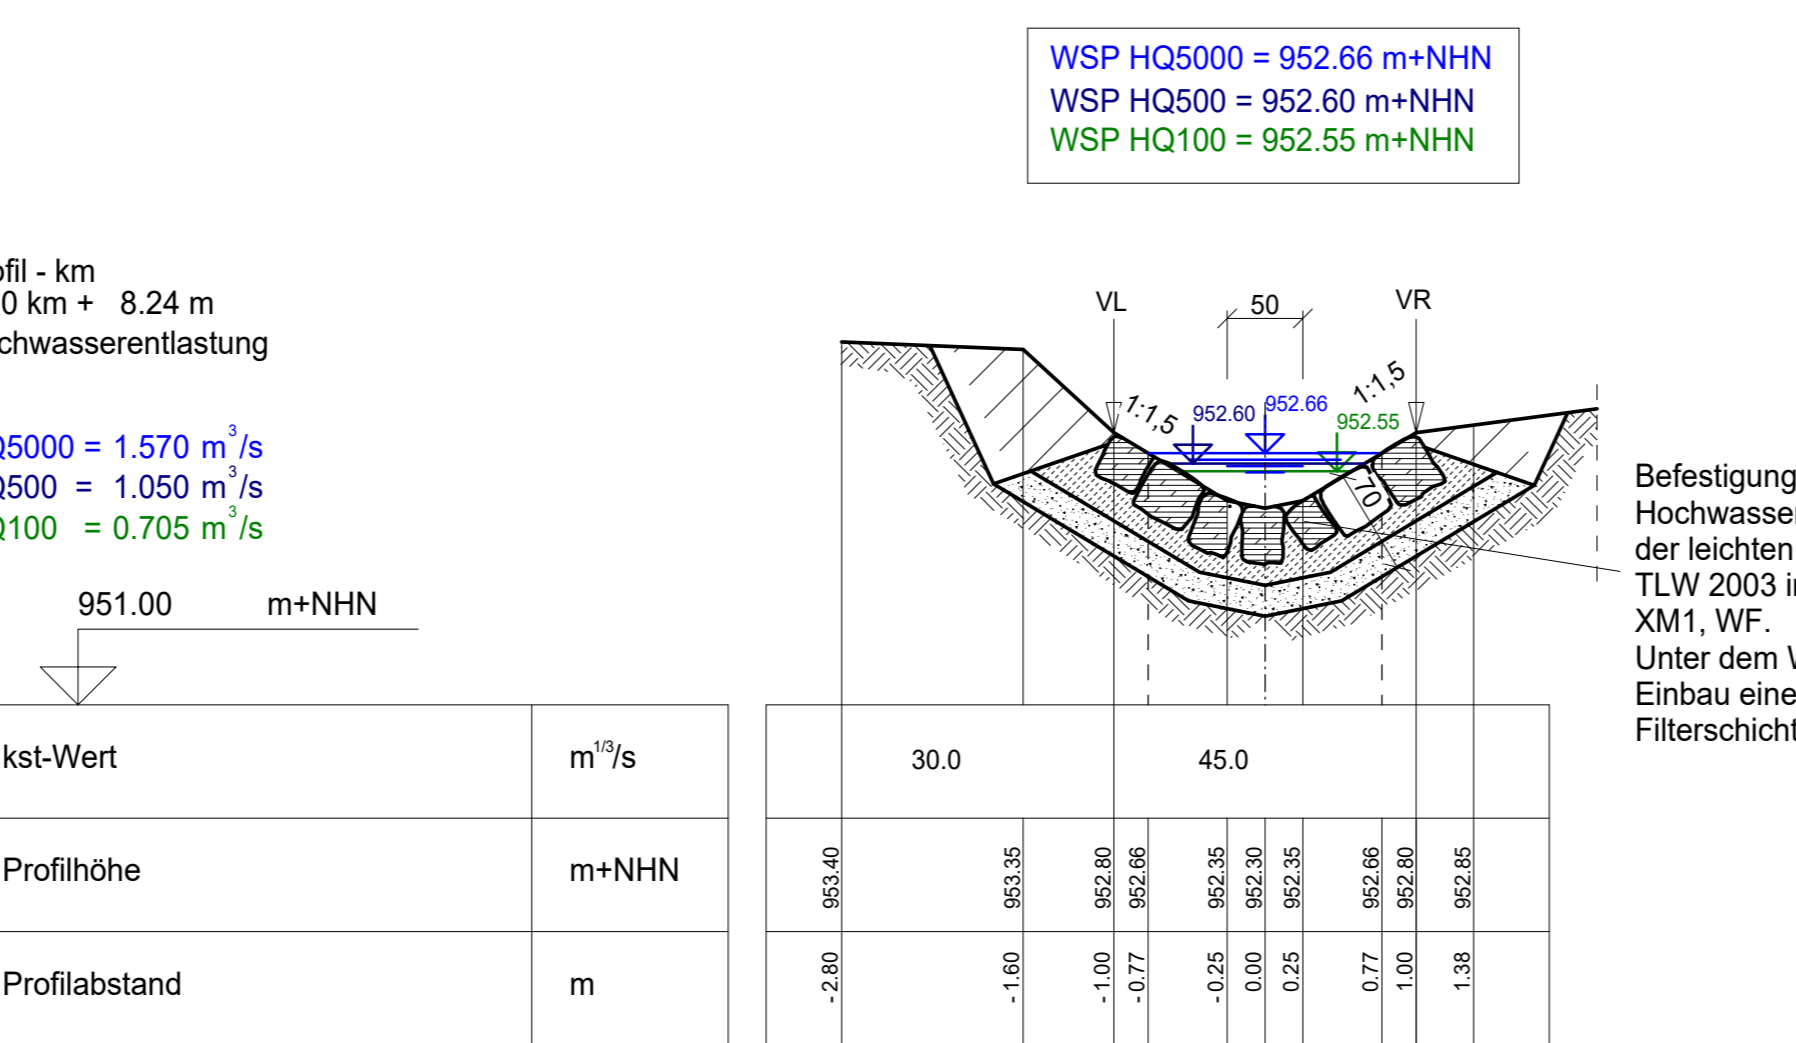 WSP HQ5000 = 952.66 m+NHN
WSP HQ500 = 952.60 m+NHN
WSP HQ100 = 952.55 m+NHN
ofil - km
0 km + 8.24 m
chwasserentlastung
Q5000 = 1.570 m³/s
Q500 = 1.050 m³/s
Q100 = 0.705 m³/s
951.00 m+NHN
VL
50
VR
1:1,5
952.60
952.66
952.55
1:1,5
70
Befestigung
Hochwasser
der leichten
TLW 2003 i
XM1, WF.
Unter dem
Einbau eine
Filterschicht
kst-Wert m1/3/s 30.0 45.0
Profilhöhe m+NHN 953.40 953.35 952.80 952.66 952.35 952.30 952.35 952.66 952.80 952.85
Profilabstand m - 2.80 - 1.60 - 1.00 - 0.77 - 0.25 0.00 0.25 0.77 1.00 1.38